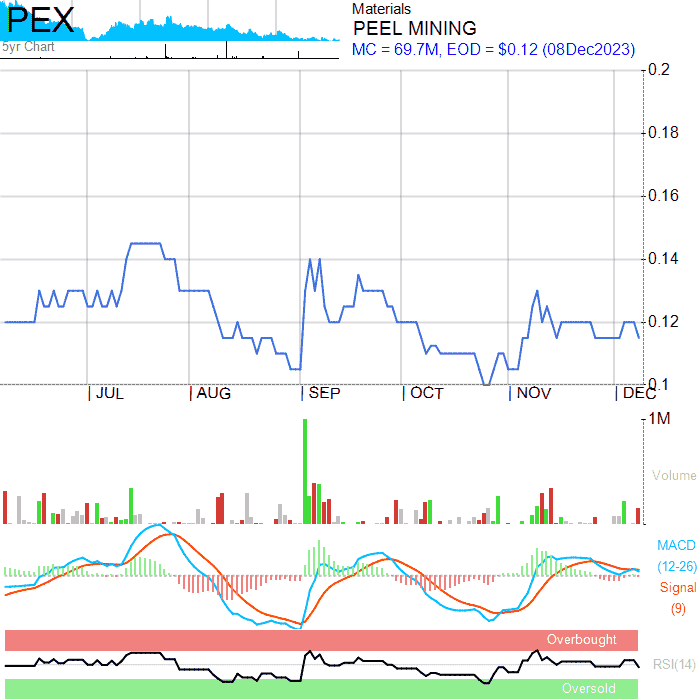 PEX
5yr Chart
Materials
PEEL MINING
MC = 69.7M, EOD = $0.12 (08Dec2023)
0.2
0.18
0.16
0.14
0.12
0.1
JUL
AUG
SEP
OCT
NOV
DEC
1M
Volume
MACD
(12-26)
Signal
(9)
Overbought
RSI(14)
Oversold